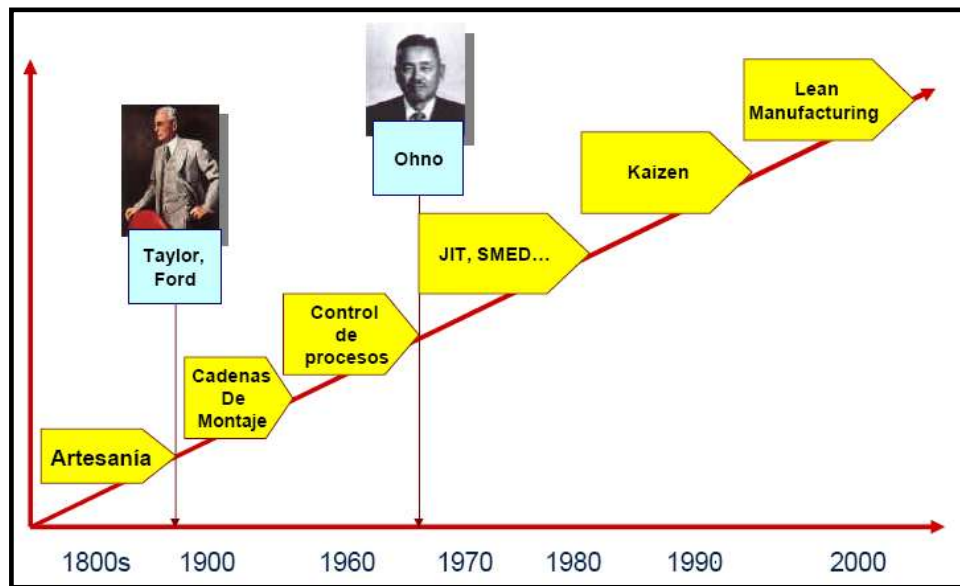 Lean
Manufacturing
Ohno
Kaizen
Taylor,
Ford
JIT, SMED...
Control
de
procesos
Cadenas
De
Montaje
Artesanía
1800s 1900 1960 1970 1980 1990 2000